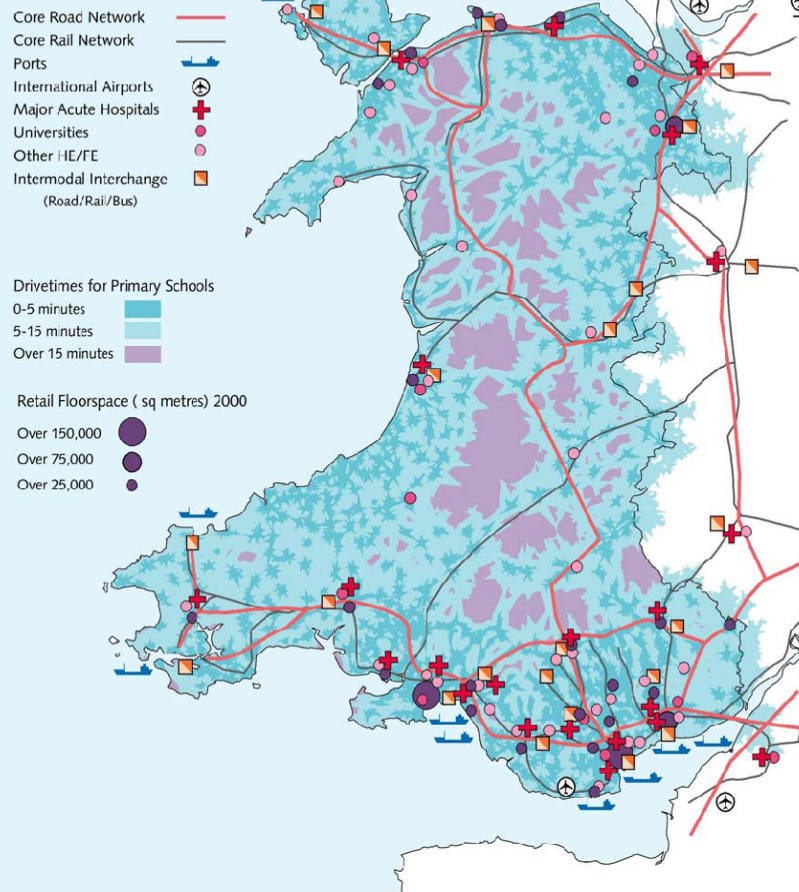 Core Road Network
Core Rail Network
Ports
International Airports
Major Acute Hospitals
Universities
Other HE/FE
Intermodal Interchange
(Road/Rail/Bus)
Drivetimes for Primary Schools
0-5 minutes
5-15 minutes
Over 15 minutes
Retail Floorspace ( sq metres) 2000
Over 150,000
Over 75,000
Over 25,000